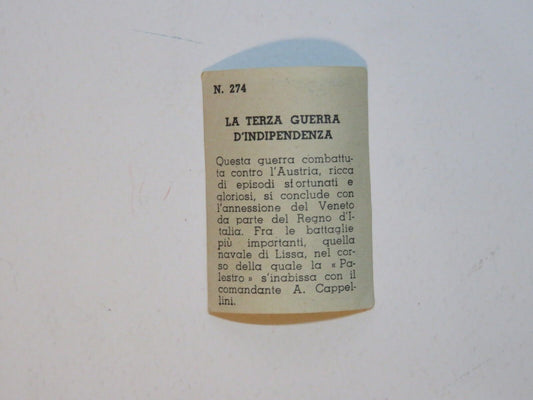 N. 274
LA TERZA GUERRA
D'INDIPENDENZA
Questa guerra combattu-
ta contro l'Austria, ricca
di episodi sfortunati e
gloriosi, si conclude con
l'annessione del Veneto
da parte del Regno d'I-
talia. Fra le battaglie
più importanti, quella
navale di Lissa, nel cor-
so della quale la « Pa-
lestro » s'inabissa con il
comandante A. Cappel-
lini.